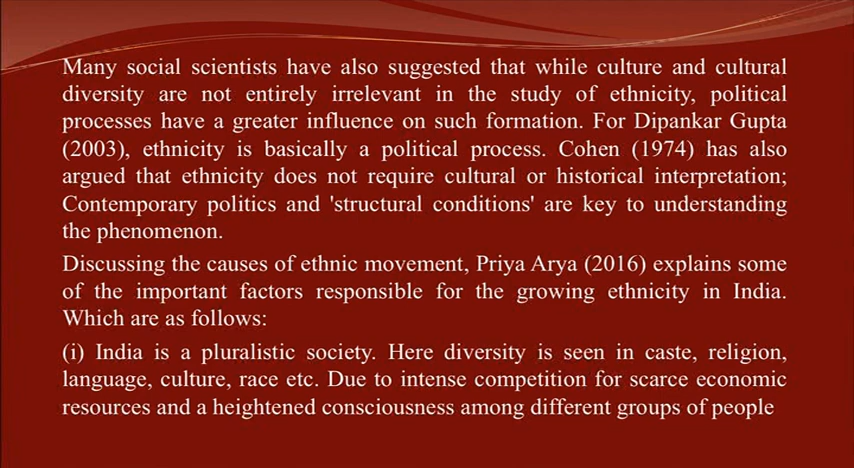 Many social scientists have also suggested that while culture and cultural
diversity are not entirely irrelevant in the study of ethnicity, political
processes have a greater influence on such formation. For Dipankar Gupta
(2003), ethnicity is basically a political process. Cohen (1974) has also
argued that ethnicity does not require cultural or historical interpretation;
Contemporary politics and 'structural conditions' are key to understanding
the phenomenon.
Discussing the causes of ethnic movement, Priya Arya (2016) explains some
of the important factors responsible for the growing ethnicity in India.
Which are as follows:
(i) India is a pluralistic society. Here diversity is seen in caste, religion,
language, culture, race etc. Due to intense competition for scarce economic
resources and a heightened consciousness among different groups of people